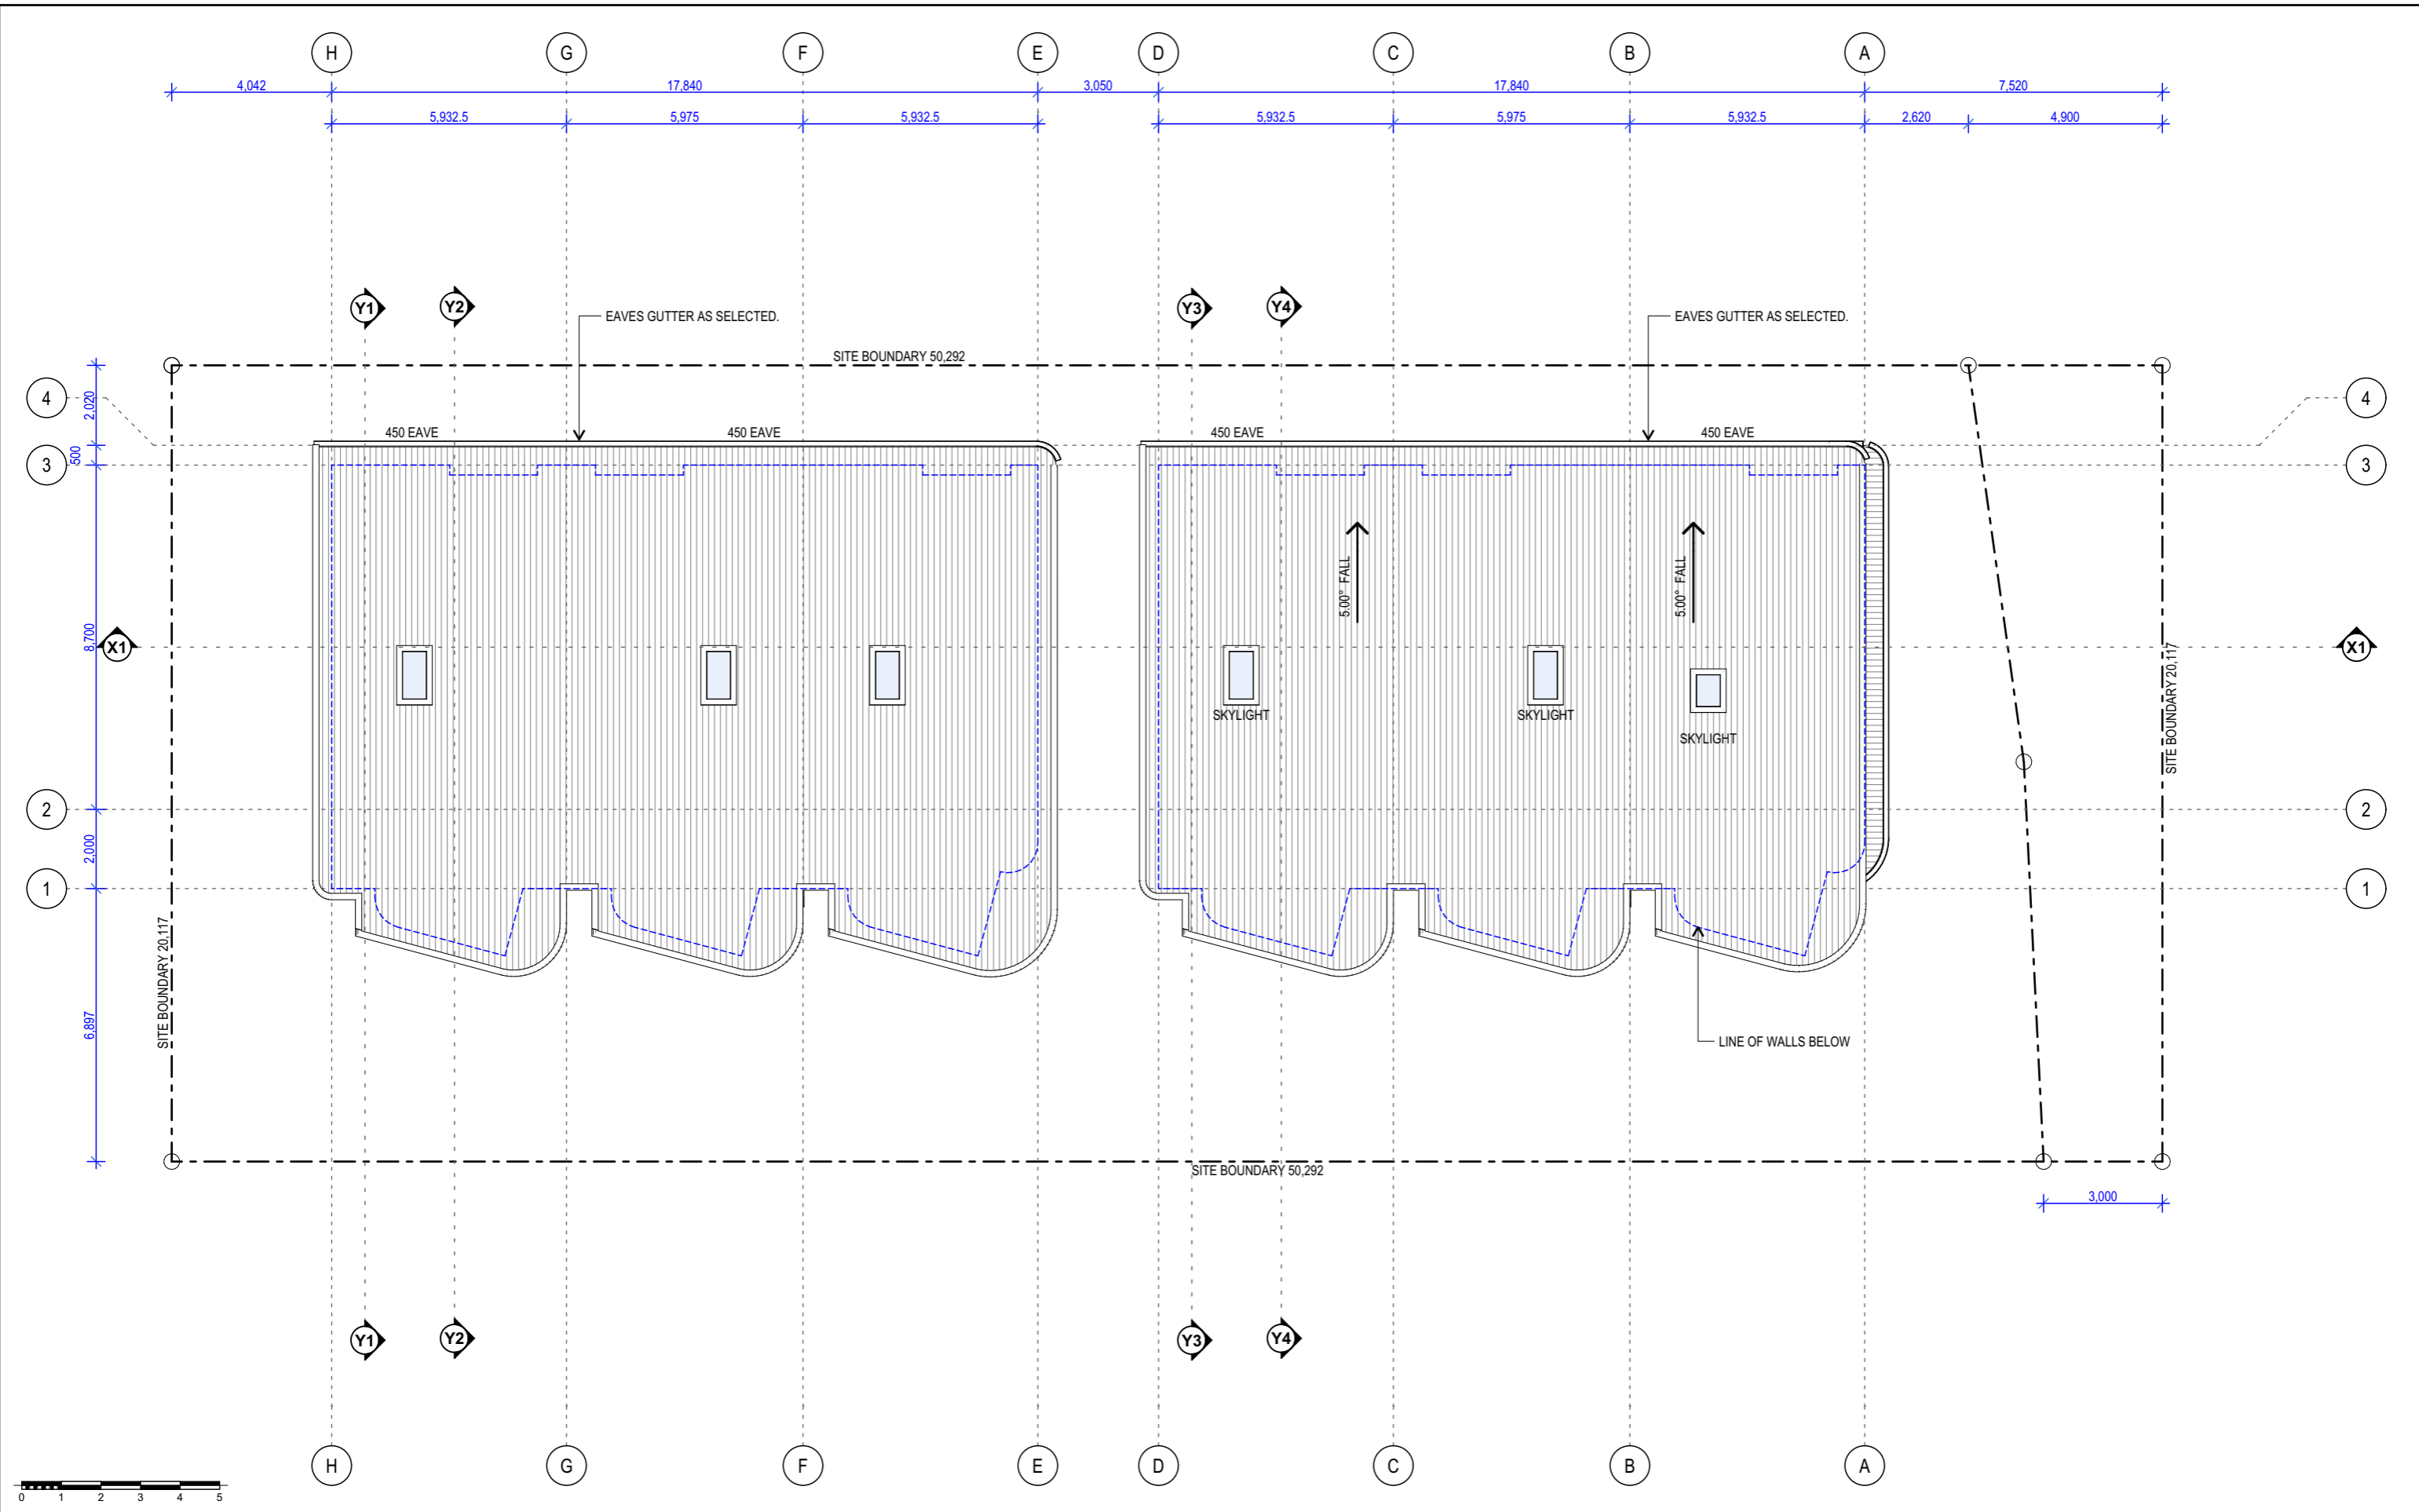 H G F E D C B A
4,042 17,840 3,050 17,840 7,520
5,932.5 5,975 5,932.5 5,932.5 5,975 5,932.5 2,620 4,900
Y1 Y2 Y3 Y4
EAVES GUTTER AS SELECTED. EAVES GUTTER AS SELECTED.
SITE BOUNDARY 50,292
4 2,020 4
450 EAVE 450 EAVE 450 EAVE 450 EAVE
3 500 3
5.00° FALL 5.00° FALL
X1 8,700 X1
SITE BOUNDARY 20,117
SKYLIGHT SKYLIGHT
SKYLIGHT
2 2
2,000
1 1
SITE BOUNDARY 20,117
6,897
LINE OF WALLS BELOW
SITE BOUNDARY 50,292
3,000
Y1 Y2 Y3 Y4
H G F E D C B A
0 1 2 3 4 5